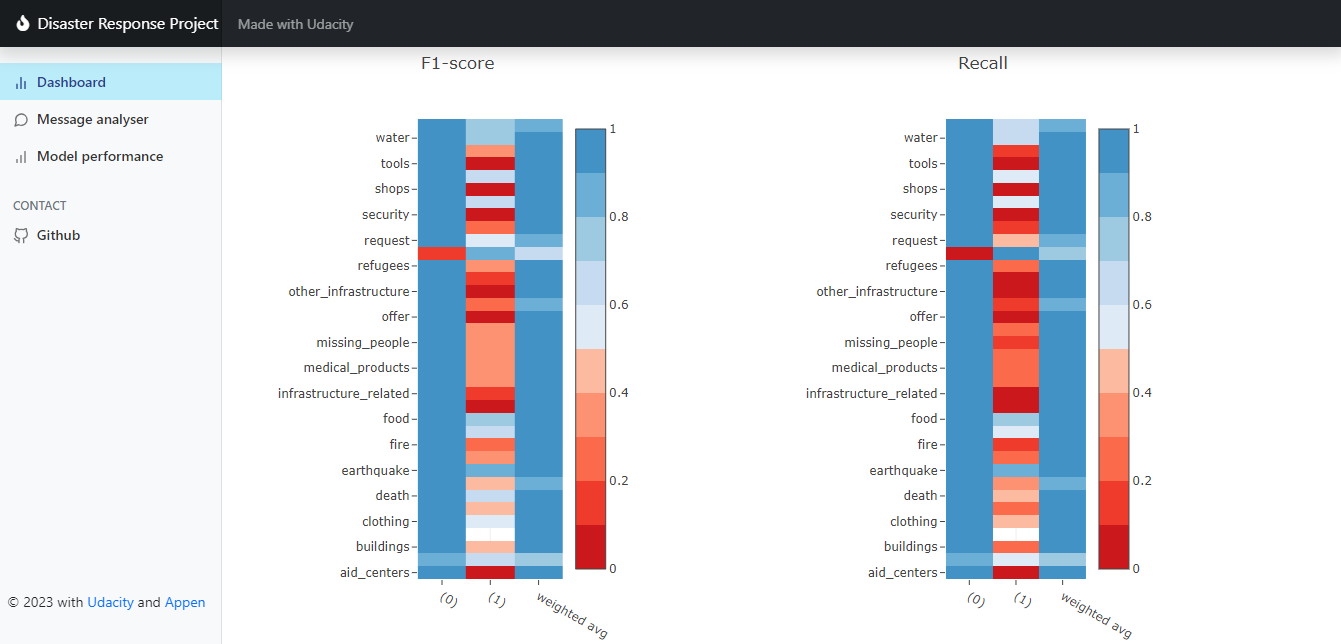 Disaster Response Project
Made with Udacity
Dashboard
Message analyser
Model performance
CONTACT
Github
© 2023 with Udacity and Appen
F1-score
water
tools
shops
security
request
refugees
other_infrastructure
offer
missing_people
medical_products
infrastructure_related
food
fire
earthquake
death
clothing
buildings
aid_centers
(0)
(1)
weighted avg
1
0.8
0.6
0.4
0.2
0
Recall
water
tools
shops
security
request
refugees
other_infrastructure
offer
missing_people
medical_products
infrastructure_related
food
fire
earthquake
death
clothing
buildings
aid_centers
(0)
(1)
weighted avg
1
0.8
0.6
0.4
0.2
0